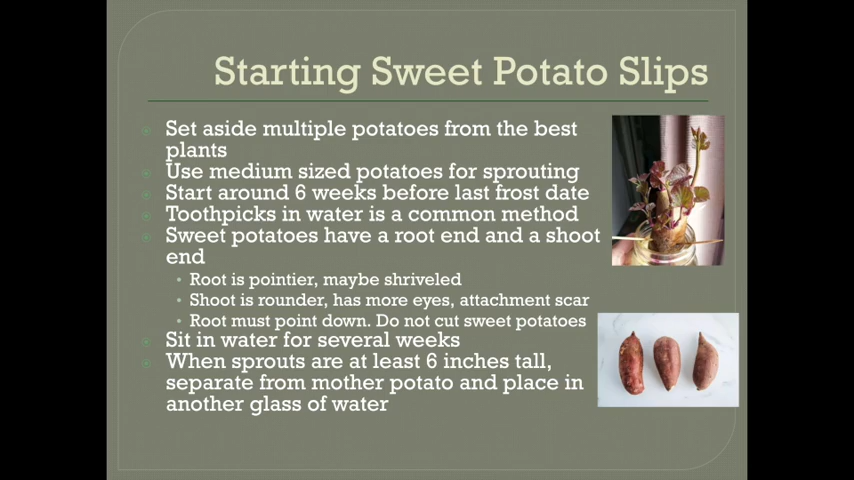 Starting Sweet Potato Slips
Set aside multiple potatoes from the best
plants
Use medium sized potatoes for sprouting
Start around 6 weeks before last frost date
Toothpicks in water is a common method
Sweet potatoes have a root end and a shoot
end
Root is pointier, maybe shriveled
Shoot is rounder, has more eyes, attachment scar
Root must point down. Do not cut sweet potatoes
Sit in water for several weeks
When sprouts are at least 6 inches tall,
separate from mother potato and place in
another glass of water